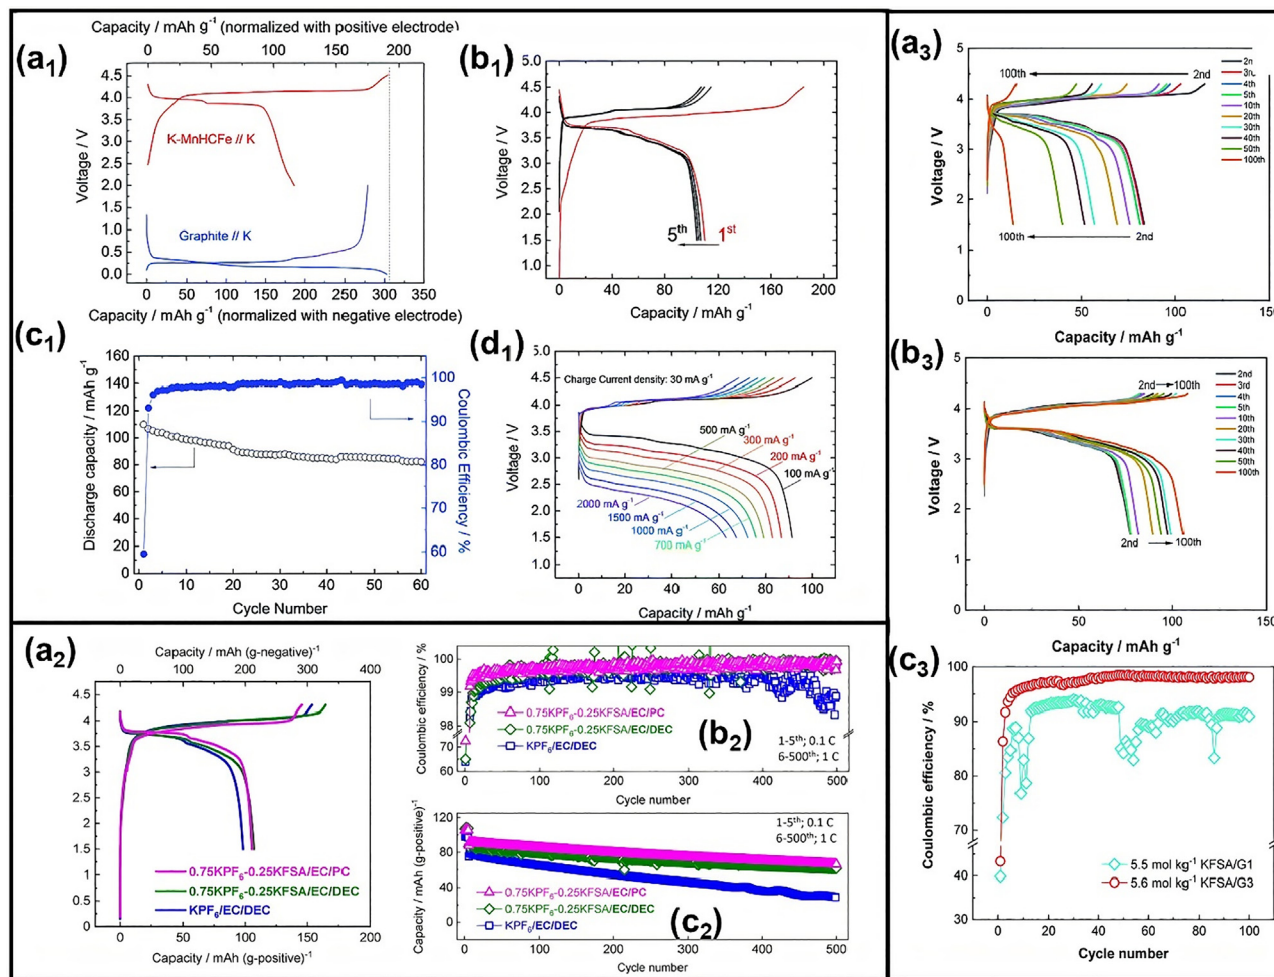 Capacity / mAh g⁻¹ (normalized with positive electrode)
0 50 100 150 200
(a₁)
4.5
4.0
3.5
3.0
2.5
2.0
1.5
1.0
0.5
0.0
Voltage / V
K-MnHCFe // K
Graphite // K
0 50 100 150 200 250 300 350
Capacity / mAh g⁻¹ (normalized with negative electrode)
(b₁)
5.0
4.5
4.0
3.5
3.0
2.5
2.0
1.5
1.0
Voltage / V
5th 1st
0 40 80 120 160 200
Capacity / mAh g⁻¹
(c₁)
160
140
120
100
80
60
40
20
0
Discharge capacity / mAh g⁻¹
100
90
80
70
60
Coulombic Efficiency / %
0 10 20 30 40 50 60
Cycle Number
(d₁)
5.0
4.5
4.0
3.5
3.0
2.5
2.0
1.5
1.0
Voltage / V
Charge Current density: 30 mA g⁻¹
500 mA g⁻¹
300 mA g⁻¹
200 mA g⁻¹
100 mA g⁻¹
2000 mA g⁻¹
1500 mA g⁻¹
1000 mA g⁻¹
700 mA g⁻¹
0 20 40 60 80 100 120
Capacity / mAh g⁻¹
(a₂)
Capacity / mAh (g-negative)⁻¹
0 100 200 300 400
4.5
4
3.5
3
2.5
2
1.5
1
0.5
0
Voltage / V
0.75KPF₆-0.25KFSA/EC/PC
0.75KPF₆-0.25KFSA/EC/DEC
KPF₆/EC/DEC
0 50 100 150 200
Capacity / mAh (g-positive)⁻¹
100
99
98
70
60
Coulombic efficiency / %
0.75KPF₆-0.25KFSA/EC/PC
0.75KPF₆-0.25KFSA/EC/DEC
KPF₆/EC/DEC
(b₂)
1-5th; 0.1 C
6-500th; 1 C
0 100 200 300 400 500
Cycle number
120
80
40
0
Capacity / mAh (g-positive)⁻¹
1-5th; 0.1 C
6-500th; 1 C
0.75KPF₆-0.25KFSA/EC/PC
0.75KPF₆-0.25KFSA/EC/DEC
KPF₆/EC/DEC
(c₂)
0 100 200 300 400 500
Cycle number
(a₃)
5
4
3
2
1
0
Voltage / V
100th 2nd
2n
3n
4th
5th
10th
20th
30th
40th
50th
100th
100th 2nd
0 50 100 140
Capacity / mAh g⁻¹
(b₃)
5
4
3
2
1
0
Voltage / V
2nd 100th
2nd
3rd
4th
5th
10th
20th
30th
40th
50th
100th
2nd 100th
0 50 100 140
Capacity / mAh g⁻¹
(c₃)
100
90
80
70
40
30
Coulombic efficiency / %
5.5 mol kg⁻¹ KFSA/G1
5.6 mol kg⁻¹ KFSA/G3
0 20 40 60 80 100
Cycle number